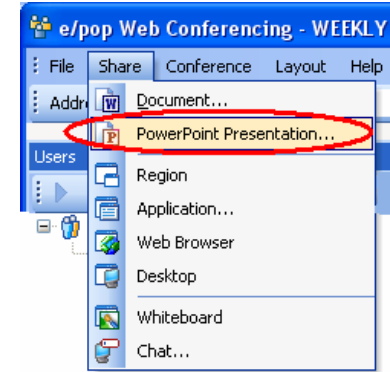 e/pop Web Conferencing - WEEKLY
File Share Conference Layout Help
Addre
Document...
PowerPoint Presentation...
Users
Region
Application...
Web Browser
Desktop
Whiteboard
Chat...